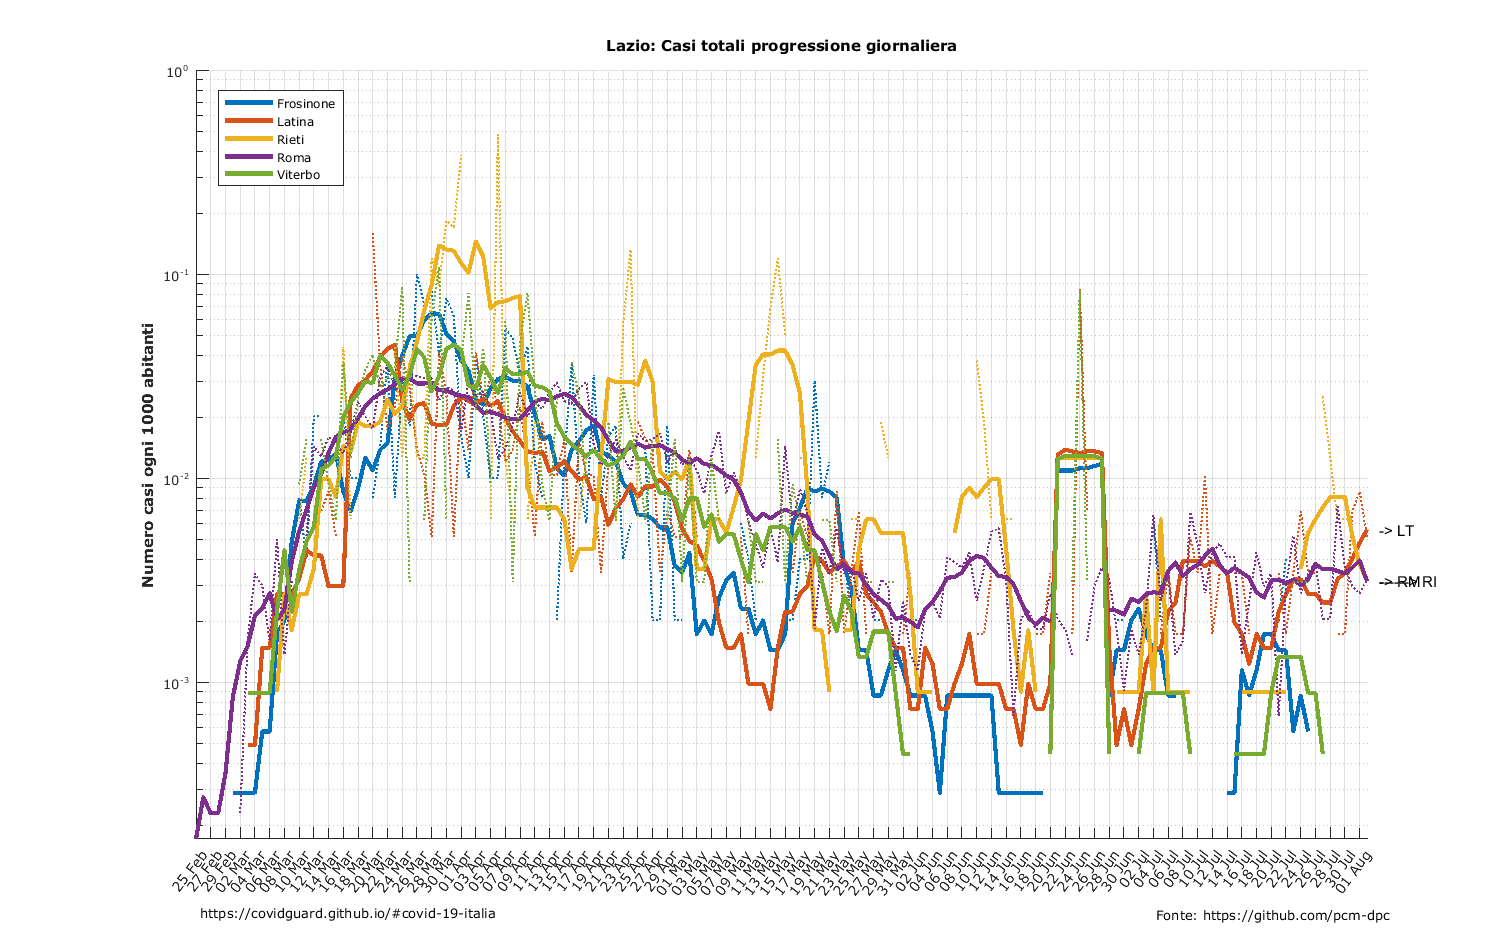 Lazio: Casi totali progressione giornaliera
Numero casi ogni 1000 abitanti
10⁰
10⁻¹
10⁻²
10⁻³
Frosinone
Latina
Rieti
Roma
Viterbo
-> LT
25 Feb
27 Feb
29 Feb
02 Mar
04 Mar
06 Mar
08 Mar
10 Mar
12 Mar
14 Mar
16 Mar
18 Mar
20 Mar
22 Mar
24 Mar
26 Mar
28 Mar
30 Mar
01 Apr
03 Apr
05 Apr
07 Apr
09 Apr
11 Apr
13 Apr
15 Apr
17 Apr
19 Apr
21 Apr
23 Apr
25 Apr
27 Apr
29 Apr
01 May
03 May
05 May
07 May
09 May
11 May
13 May
15 May
17 May
19 May
21 May
23 May
25 May
27 May
29 May
31 May
02 Jun
04 Jun
06 Jun
08 Jun
10 Jun
12 Jun
14 Jun
16 Jun
18 Jun
20 Jun
22 Jun
24 Jun
26 Jun
28 Jun
30 Jun
02 Jul
04 Jul
06 Jul
08 Jul
10 Jul
12 Jul
14 Jul
16 Jul
18 Jul
20 Jul
22 Jul
24 Jul
26 Jul
28 Jul
30 Jul
01 Aug
https://covidguard.github.io/#covid-19-italia
Fonte: https://github.com/pcm-dpc